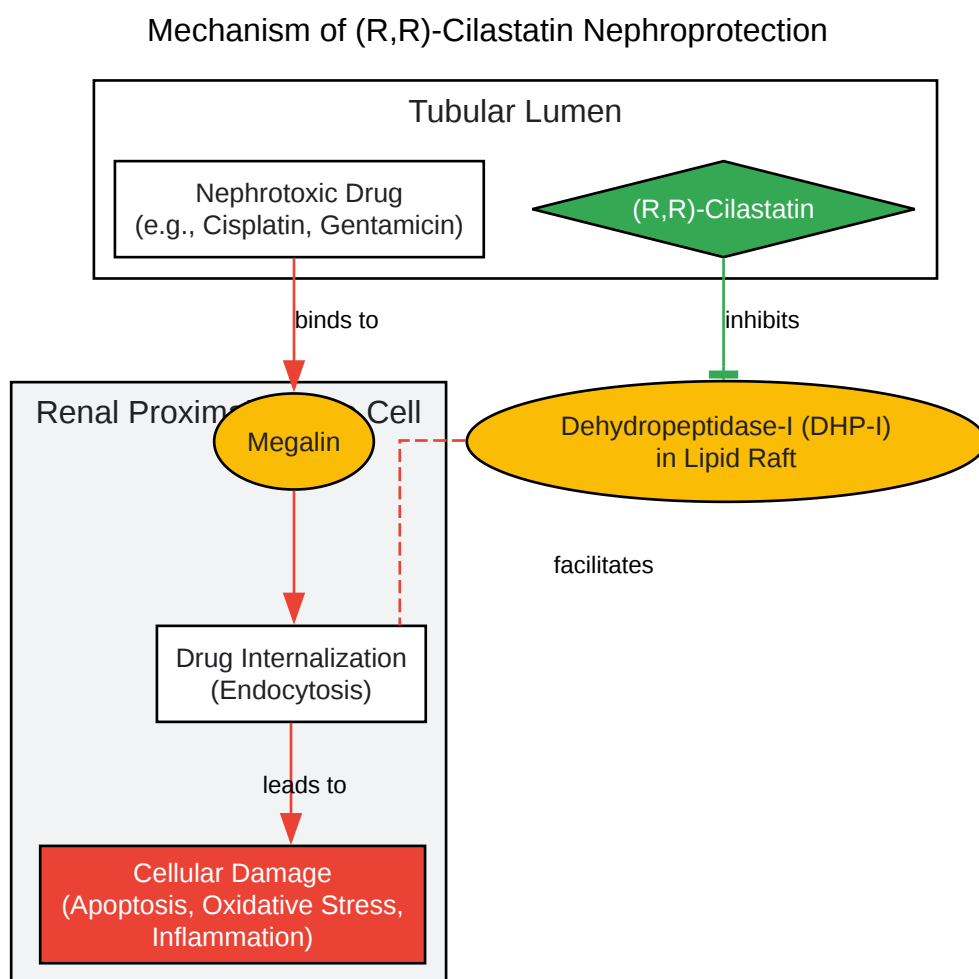 Mechanism of (R,R)-Cilastatin Nephroprotection
Tubular Lumen
Nephrotoxic Drug
(e.g., Cisplatin, Gentamicin)
(R,R)-Cilastatin
binds to
inhibits
Renal Cell
Megalin
Dehydropeptidase-I (DHP-I)
in Lipid Raft
facilitates
Drug Internalization
(Endocytosis)
leads to
Cellular Damage
(Apoptosis, Oxidative Stress,
Inflammation)